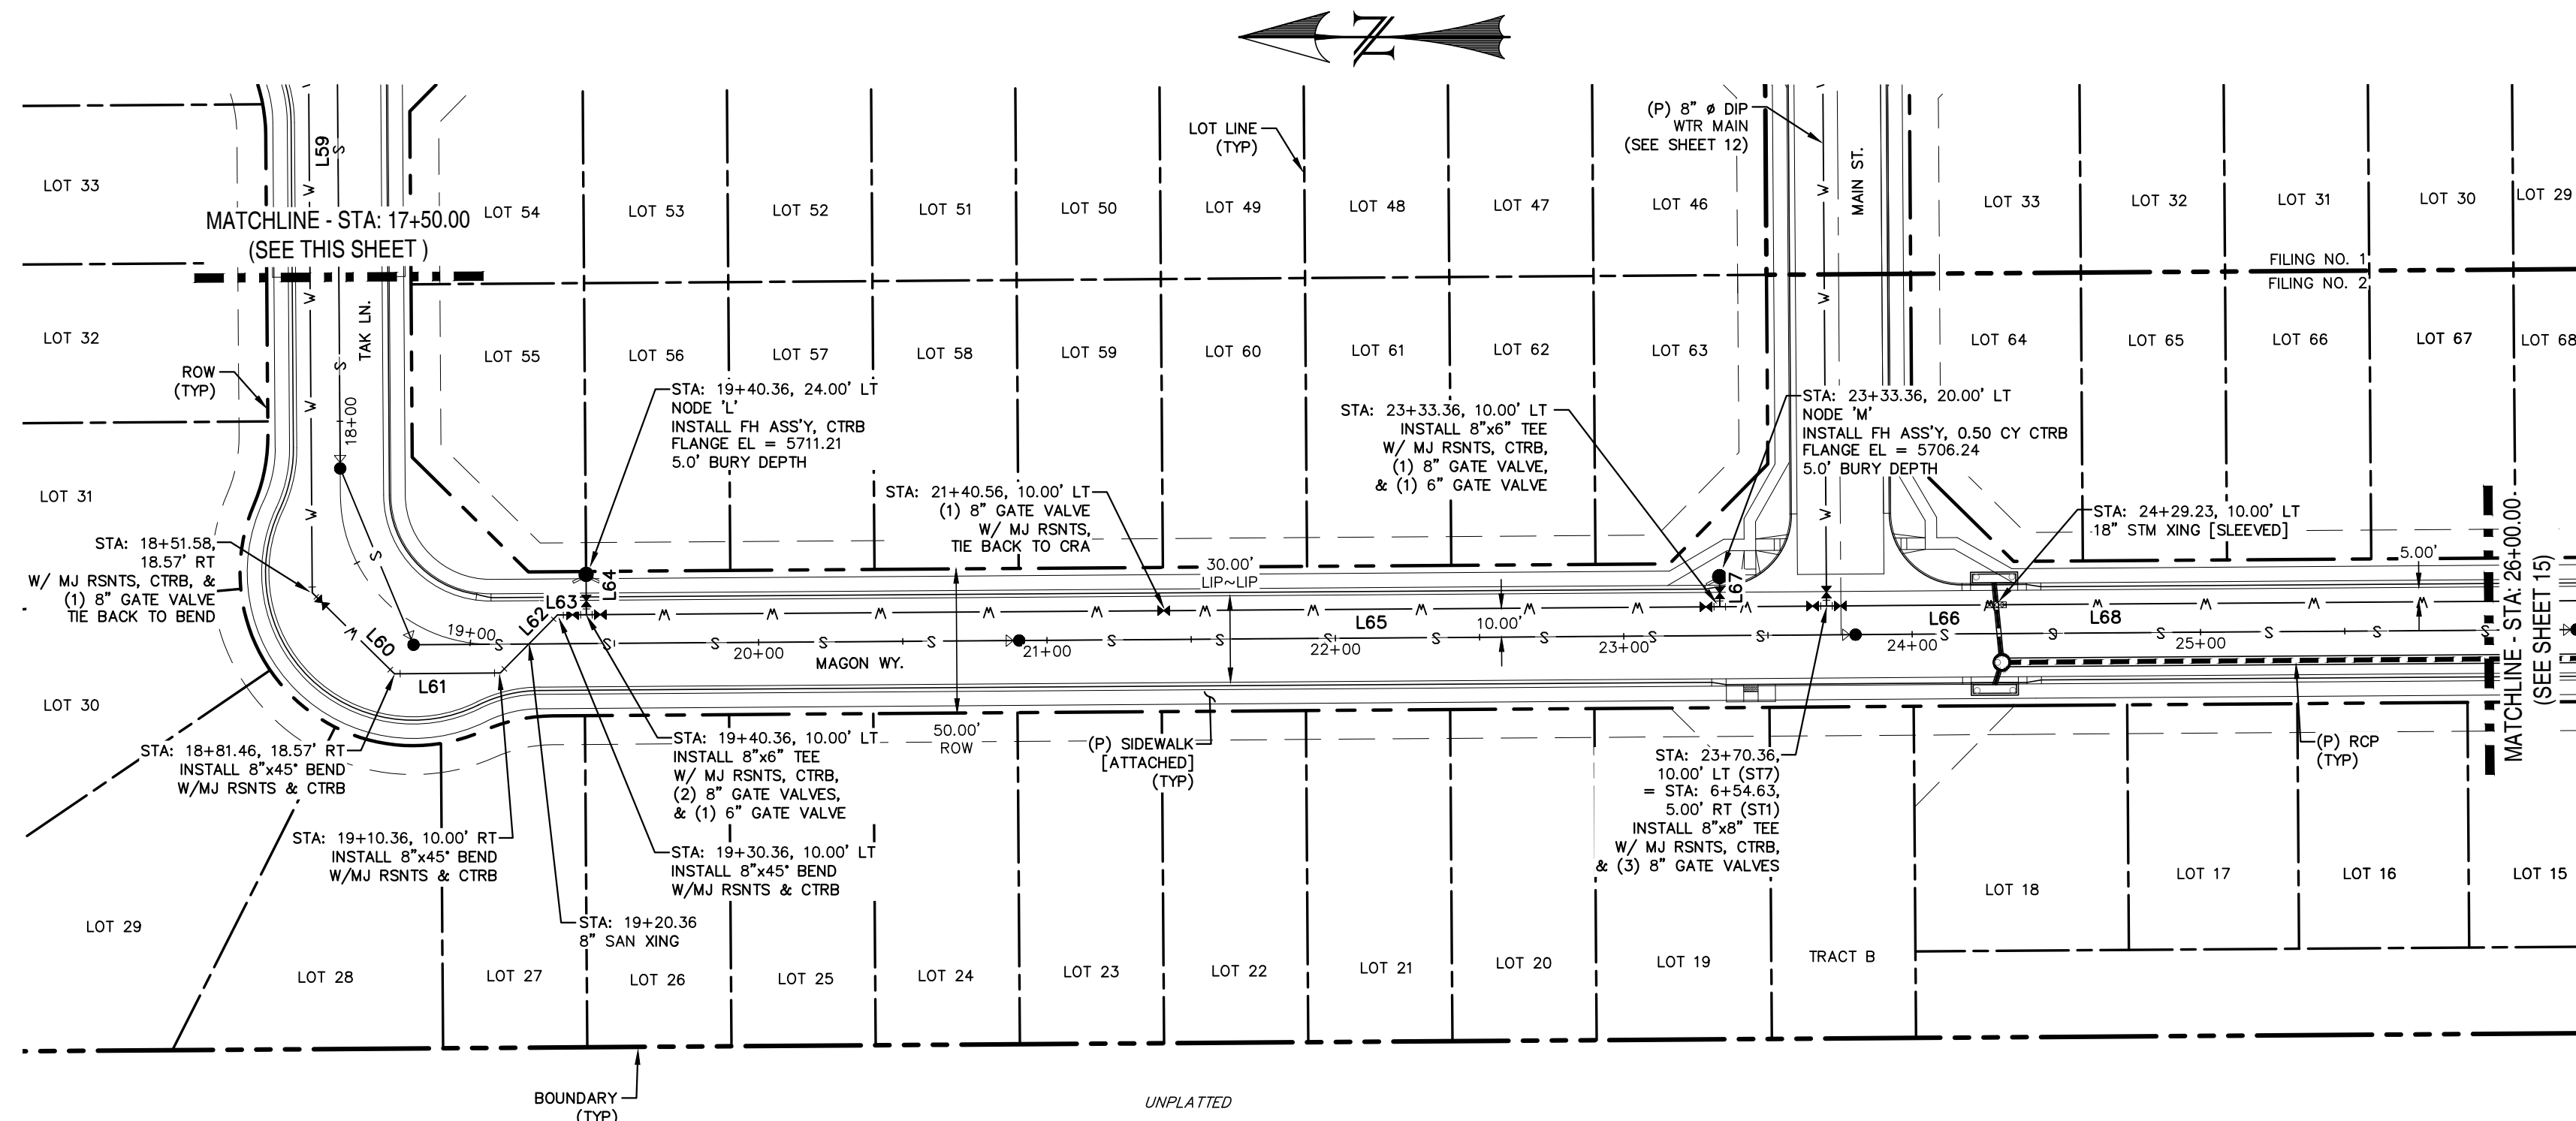 N
LOT 33
L59
S
W
MATCHLINE - STA: 17+50.00
(SEE THIS SHEET )
LOT 54
LOT 53
LOT 52
LOT 51
LOT 50
LOT LINE
(TYP)
LOT 49
LOT 48
LOT 47
LOT 46
(P) 8" ø DIP
WTR MAIN
(SEE SHEET 12)
MAIN ST.
LOT 33
LOT 32
LOT 31
LOT 30
LOT 29
FILING NO. 1
FILING NO. 2
LOT 32
TAK LN.
ROW
(TYP)
18+00
LOT 31
LOT 55
LOT 56
LOT 57
LOT 58
LOT 59
LOT 60
LOT 61
LOT 62
LOT 63
LOT 64
LOT 65
LOT 66
LOT 67
LOT 68
STA: 19+40.36, 24.00' LT
NODE 'L'
INSTALL FH ASS'Y, CTRB
FLANGE EL = 5711.21
5.0' BURY DEPTH
STA: 21+40.56, 10.00' LT
(1) 8" GATE VALVE
W/ MJ RSNTS,
TIE BACK TO CRA
STA: 23+33.36, 10.00' LT
INSTALL 8"x6" TEE
W/ MJ RSNTS, CTRB,
(1) 8" GATE VALVE,
& (1) 6" GATE VALVE
STA: 23+33.36, 20.00' LT
NODE 'M'
INSTALL FH ASS'Y, 0.50 CY CTRB
FLANGE EL = 5706.24
5.0' BURY DEPTH
STA: 24+29.23, 10.00' LT
18" STM XING [SLEEVED]
5.00'
MATCHLINE - STA: 26+00.00
(SEE SHEET 15)
STA: 18+51.58,
18.57' RT
W/ MJ RSNTS, CTRB, &
(1) 8" GATE VALVE
TIE BACK TO BEND
L60
L61
L62
L63
L64
L65
L66
L67
L68
30.00'
LIP~LIP
10.00'
19+00
20+00
21+00
22+00
23+00
24+00
25+00
MAGON WY.
50.00'
ROW
LOT 30
STA: 18+81.46, 18.57' RT
INSTALL 8"x45° BEND
W/MJ RSNTS & CTRB
STA: 19+10.36, 10.00' RT
INSTALL 8"x45° BEND
W/MJ RSNTS & CTRB
STA: 19+40.36, 10.00' LT
INSTALL 8"x6" TEE
W/ MJ RSNTS, CTRB,
(2) 8" GATE VALVES,
& (1) 6" GATE VALVE
STA: 19+30.36, 10.00' LT
INSTALL 8"x45° BEND
W/MJ RSNTS & CTRB
STA: 19+20.36
8" SAN XING
(P) SIDEWALK
[ATTACHED]
(TYP)
STA: 23+70.36,
10.00' LT (ST7)
= STA: 6+54.63,
5.00' RT (ST1)
INSTALL 8"x8" TEE
W/ MJ RSNTS, CTRB,
& (3) 8" GATE VALVES
(P) RCP
(TYP)
LOT 29
LOT 28
LOT 27
LOT 26
LOT 25
LOT 24
LOT 23
LOT 22
LOT 21
LOT 20
LOT 19
TRACT B
LOT 18
LOT 17
LOT 16
LOT 15
BOUNDARY
(TYP)
UNPLATTED